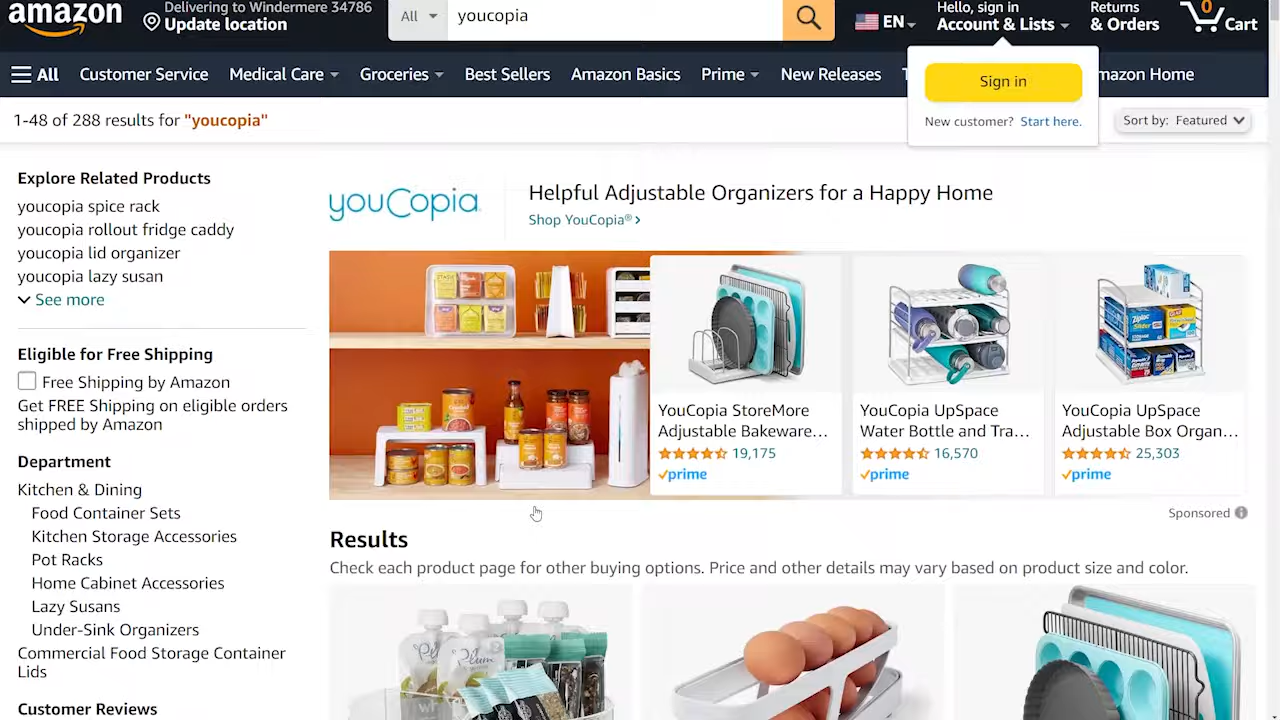 amazon
Delivering to Windermere 34786
Update location
All
youcopia
EN
Hello, sign in
Account & Lists
Returns
& Orders
0
Cart
All
Customer Service
Medical Care
Groceries
Best Sellers
Amazon Basics
Prime
New Releases
mazon Home
Sign in
New customer? Start here.
1-48 of 288 results for "youcopia"
Sort by: Featured
Explore Related Products
youcopia spice rack
youcopia rollout fridge caddy
youcopia lid organizer
youcopia lazy susan
See more
Eligible for Free Shipping
Free Shipping by Amazon
Get FREE Shipping on eligible orders
shipped by Amazon
Department
Kitchen & Dining
Food Container Sets
Kitchen Storage Accessories
Pot Racks
Home Cabinet Accessories
Lazy Susans
Under-Sink Organizers
Commercial Food Storage Container
Lids
Customer Reviews
youCopia
Helpful Adjustable Organizers for a Happy Home
Shop YouCopia® ›
YouCopia StoreMore
Adjustable Bakeware...
19,175
prime
YouCopia UpSpace
Water Bottle and Tra...
16,570
prime
YouCopia UpSpace
Adjustable Box Organ...
25,303
prime
Sponsored
Results
Check each product page for other buying options. Price and other details may vary based on product size and color.
Plum